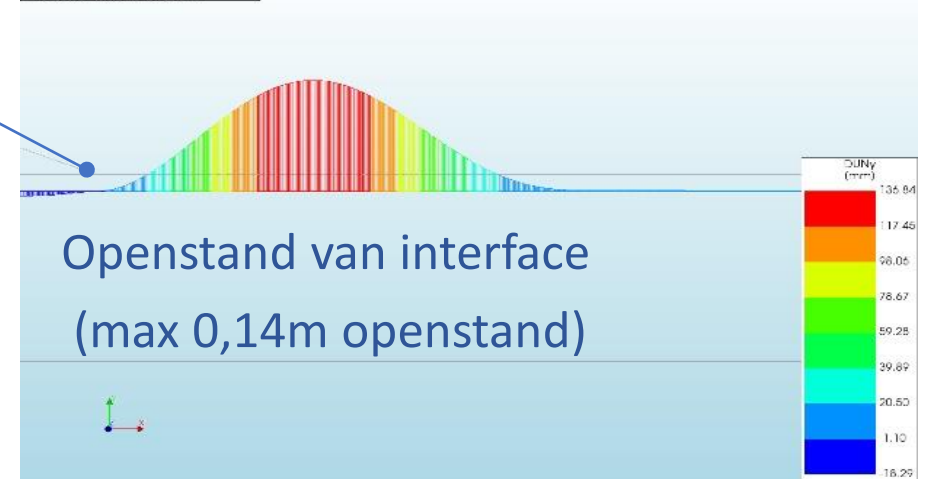 DUNy
(mm)
136.84
117.45
98.06
78.67
59.28
39.89
20.50
1.10
-18.29
Openstand van interface
(max 0,14m openstand)
Y
X